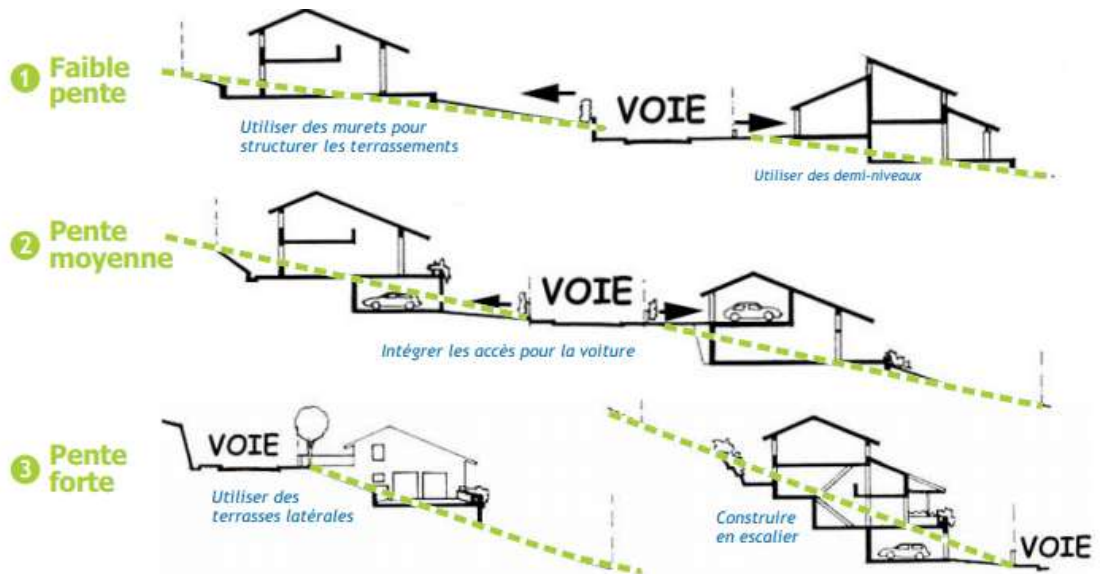 1 Faible
pente
VOIE
Utiliser des murets pour
structurer les terrassements
Utiliser des demi-niveaux
2 Pente
moyenne
VOIE
Intégrer les accès pour la voiture
3 Pente
forte
VOIE
Utiliser des
terrasses latérales
Construire
en escalier
VOIE